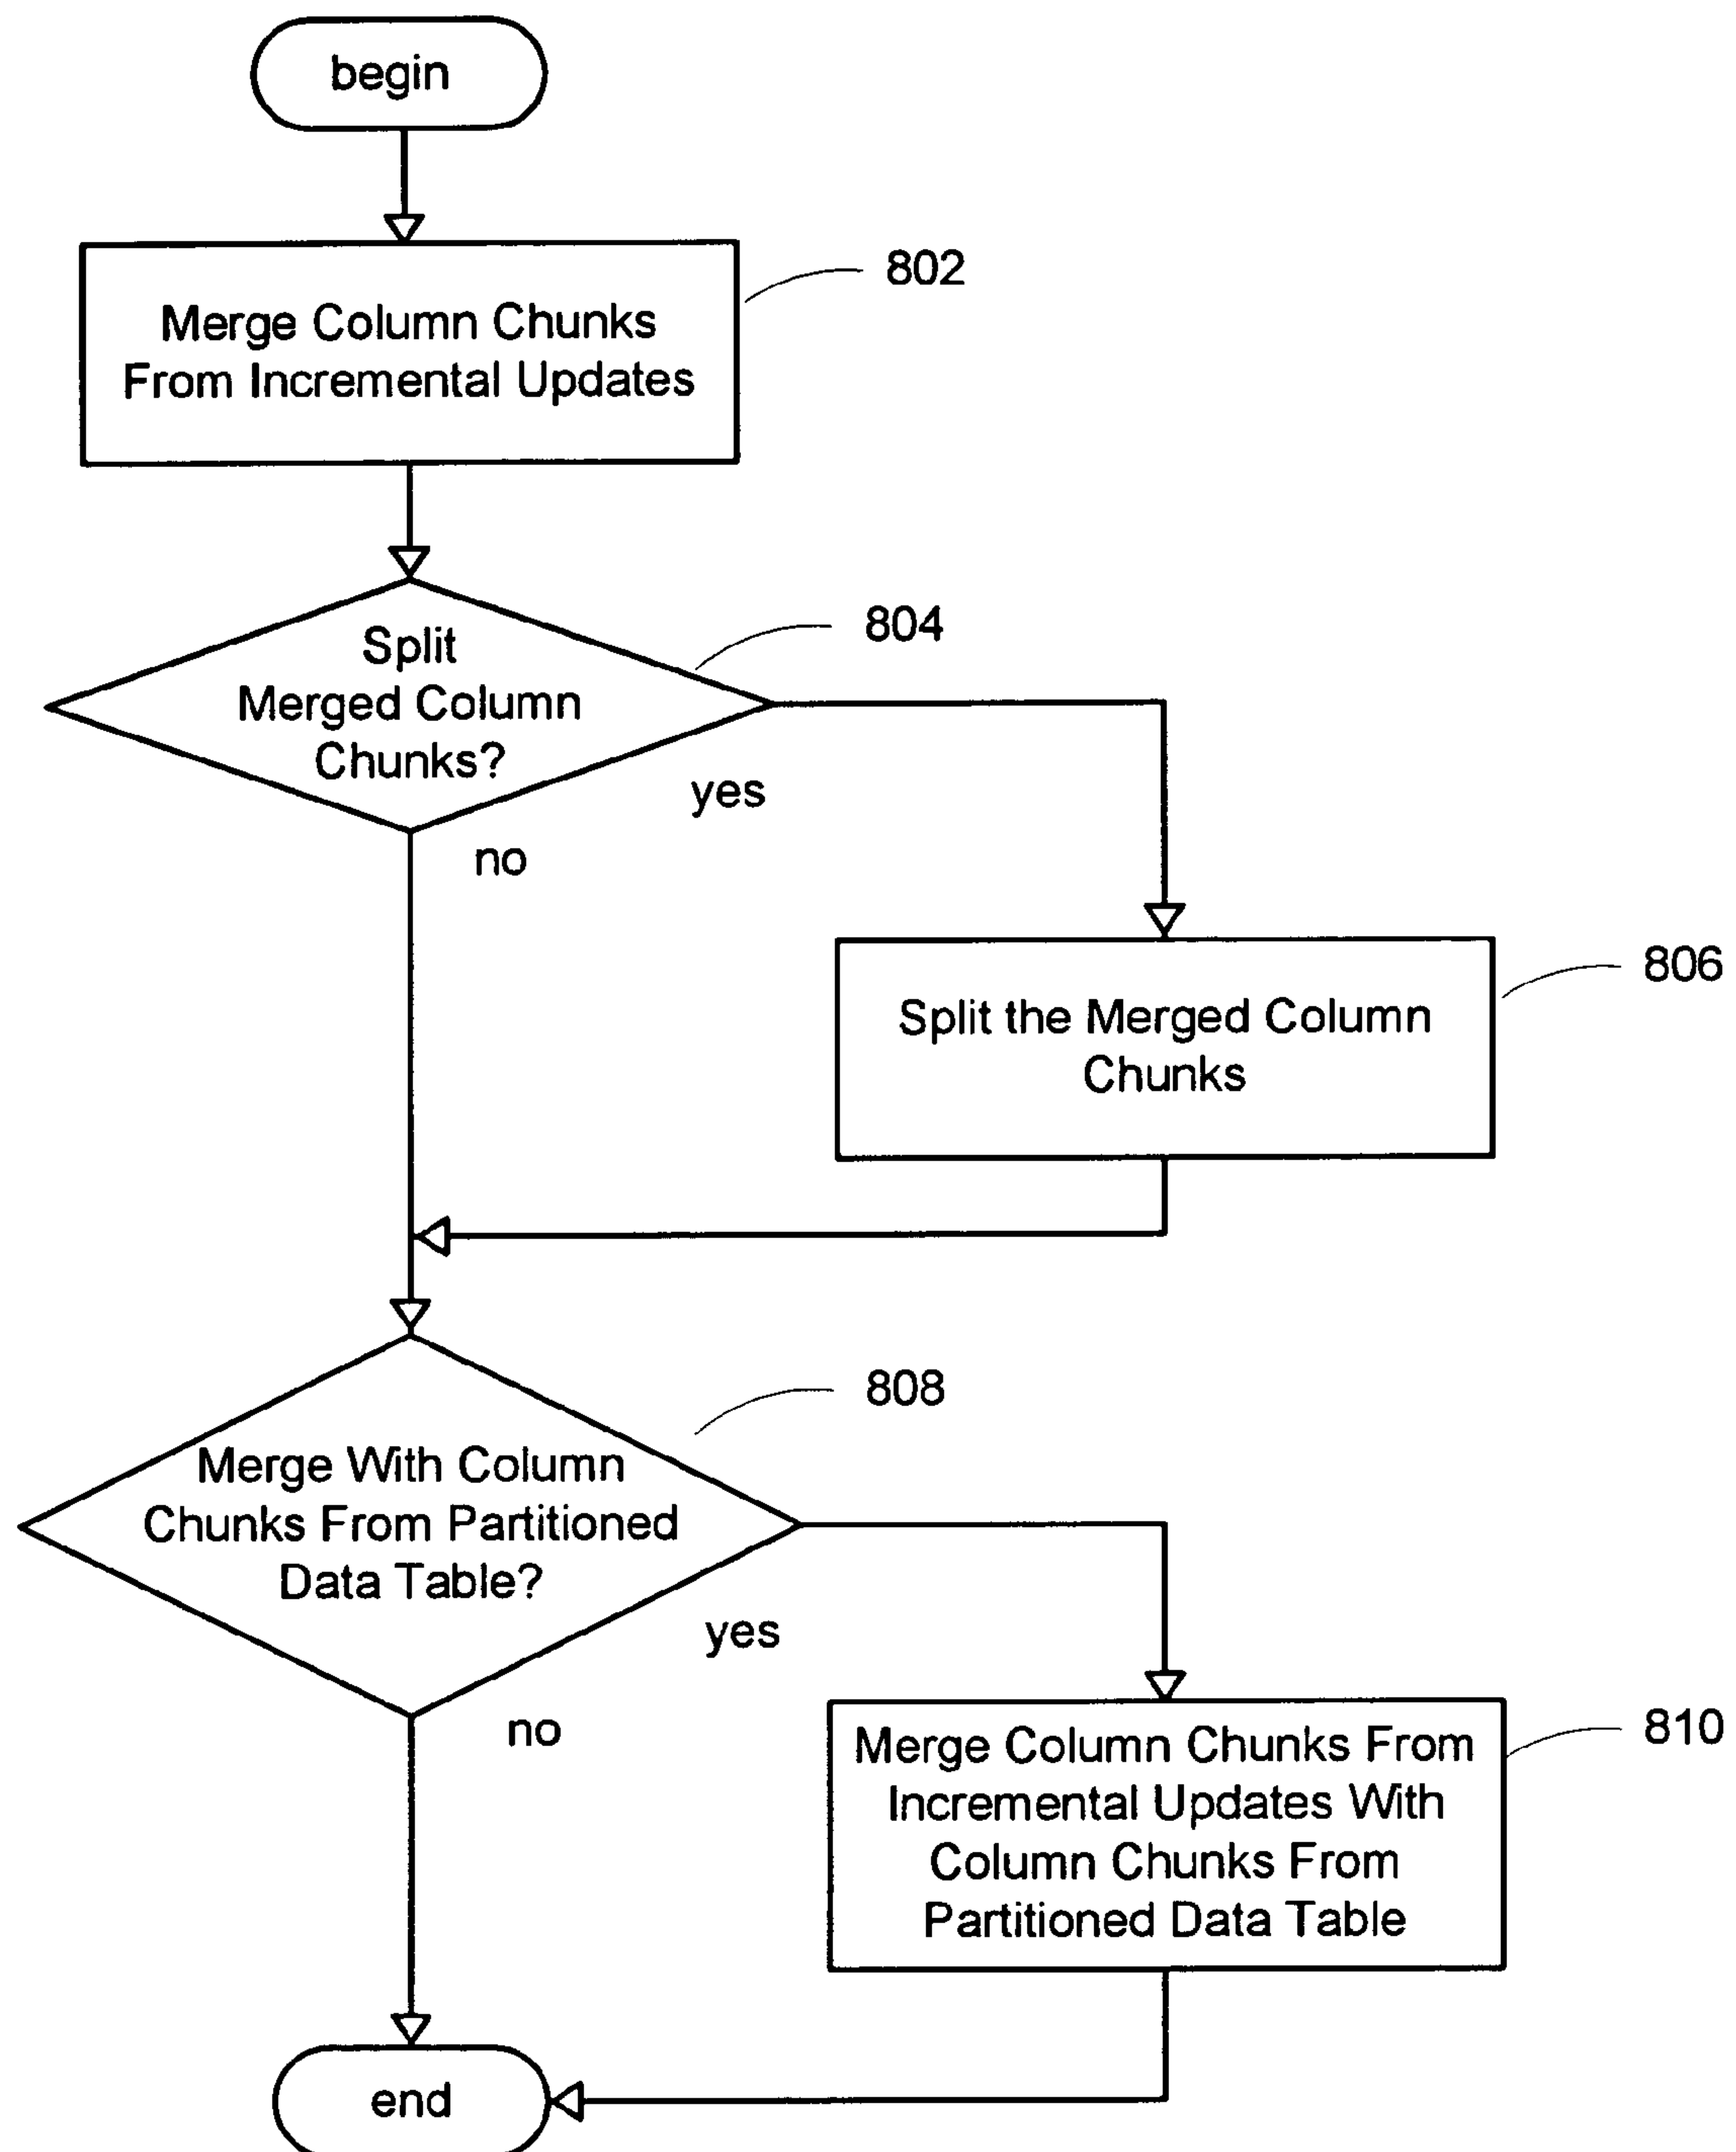 begin
802
Merge Column Chunks
From Incremental Updates
804
Split
Merged Column
Chunks?
yes
no
806
Split the Merged Column
Chunks
808
Merge With Column
Chunks From Partitioned
Data Table?
yes
no
810
Merge Column Chunks From
Incremental Updates With
Column Chunks From
Partitioned Data Table
end